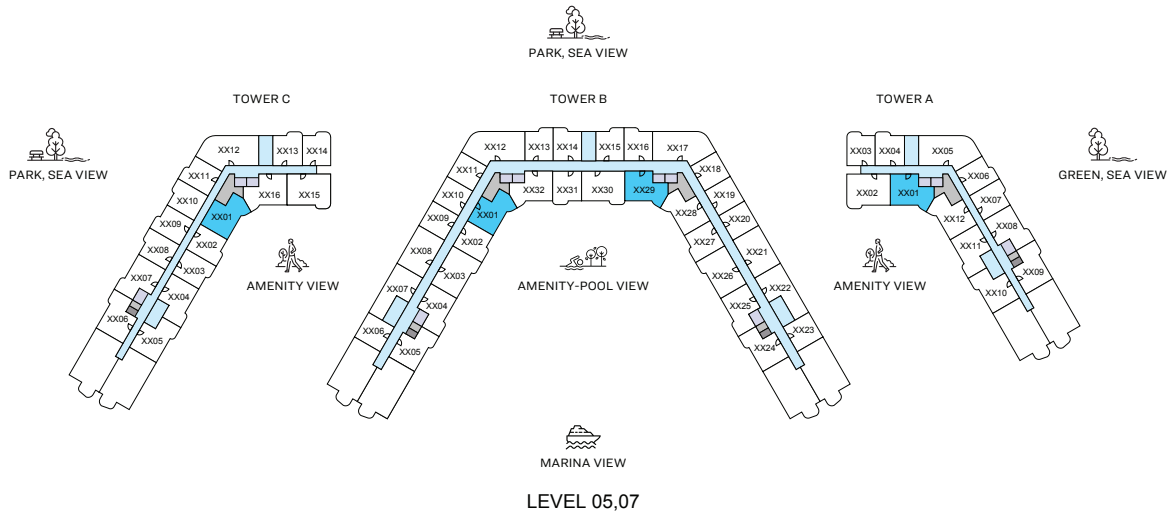 PARK, SEA VIEW
TOWER C
TOWER B
TOWER A
PARK, SEA VIEW
GREEN, SEA VIEW
XX12
XX13
XX14
XX11
XX16
XX15
XX10
XX01
XX09
XX02
XX08
XX03
XX07
XX04
XX06
XX05
AMENITY VIEW
XX12
XX13
XX14
XX15
XX16
XX17
XX11
XX32
XX31
XX30
XX29
XX18
XX10
XX01
XX28
XX19
XX09
XX02
XX27
XX20
XX08
XX03
XX26
XX21
XX07
XX04
XX25
XX22
XX06
XX05
XX24
XX23
AMENITY-POOL VIEW
XX03
XX04
XX05
XX02
XX01
XX06
XX12
XX07
XX11
XX08
XX10
XX09
AMENITY VIEW
MARINA VIEW
LEVEL 05,07